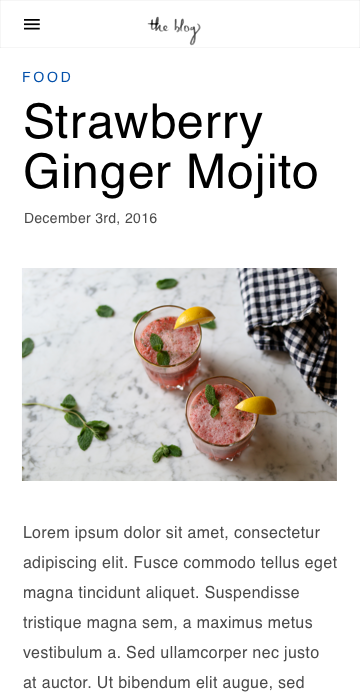 the blog
FOOD
Strawberry
Ginger Mojito
December 3rd, 2016
Lorem ipsum dolor sit amet, consectetur
adipiscing elit. Fusce commodo tellus eget
magna tincidunt aliquet. Suspendisse
tristique magna sem, a maximus metus
vestibulum a. Sed ullamcorper nec justo
at auctor. Ut bibendum elit augue, sed